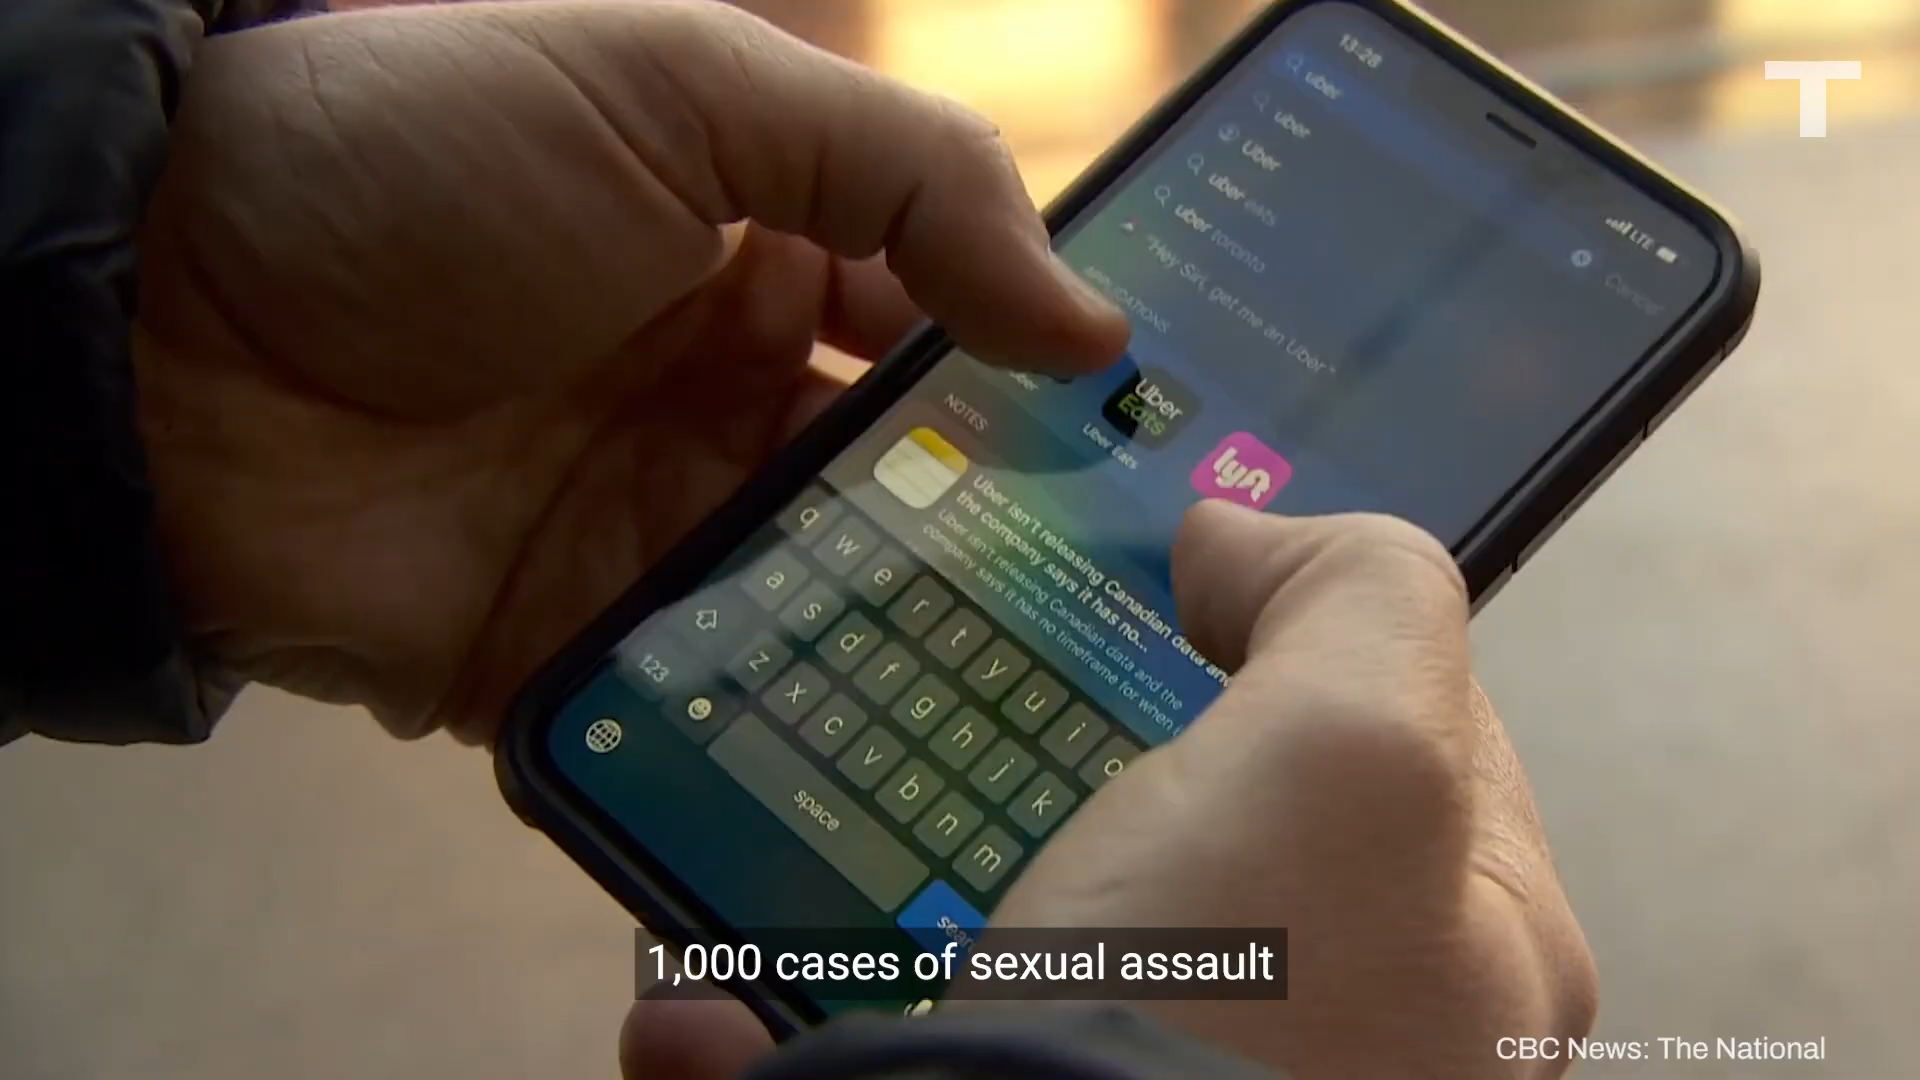 T
13:28
LTE
uber
Cancel
uber
Uber
uber eats
uber toronto
"Hey Siri, get me an Uber"
APPLICATIONS
Uber
Eats
Uber Eats
lyft
NOTES
Uber isn't releasing Canadian data and
the company says it has no...
Uber isn't releasing Canadian data and the
company says it has no timeframe for when
q w e r t y u i o
a s d f g h j k
z x c v b n m
123
space
1,000 cases of sexual assault
CBC News: The National